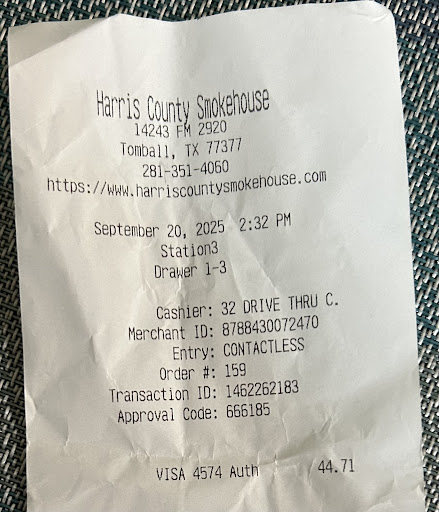 Harris County Smokehouse
14243 FM 2920
Tomball, TX 77377
281-351-4060
https://www.harriscountysmokehouse.com
September 20, 2025 2:32 PM
Station3
Drawer 1-3
Cashier: 32 DRIVE THRU C.
Merchant ID: 8788430072470
Entry: CONTACTLESS
Order #: 159
Transaction ID: 1462262183
Approval Code: 666185
VISA 4574 Auth 44.71